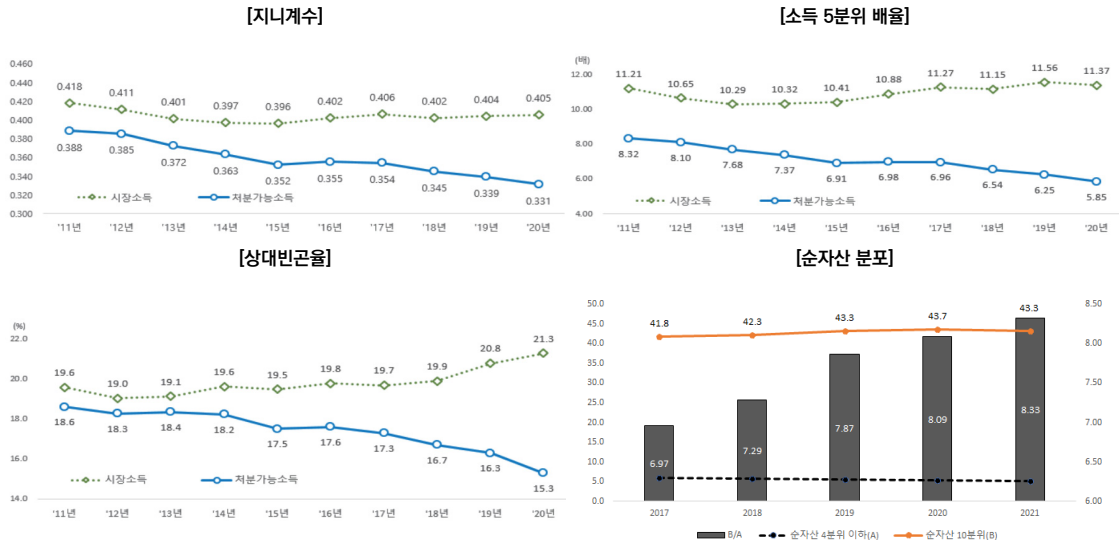 [지니계수]
0.460
0.440
0.420
0.400
0.380
0.360
0.340
0.320
0.300
0.418
0.411
0.401
0.397
0.396
0.402
0.406
0.402
0.404
0.405
0.388
0.385
0.372
0.363
0.352
0.355
0.354
0.345
0.339
0.331
시장소득
처분가능소득
'11년
'12년
'13년
'14년
'15년
'16년
'17년
'18년
'19년
'20년
[소득 5분위 배율]
(배)
12.00
10.00
8.00
6.00
4.00
11.21
10.65
10.29
10.32
10.41
10.88
11.27
11.15
11.56
11.37
8.32
8.10
7.68
7.37
6.91
6.98
6.96
6.54
6.25
5.85
시장소득
처분가능소득
'11년
'12년
'13년
'14년
'15년
'16년
'17년
'18년
'19년
'20년
[상대빈곤율]
(%)
22.0
20.0
18.0
16.0
14.0
19.6
19.0
19.1
19.6
19.5
19.8
19.7
19.9
20.8
21.3
18.6
18.3
18.4
18.2
17.5
17.6
17.3
16.7
16.3
15.3
시장소득
처분가능소득
'11년
'12년
'13년
'14년
'15년
'16년
'17년
'18년
'19년
'20년
[순자산 분포]
50.0
45.0
40.0
35.0
30.0
25.0
20.0
15.0
10.0
5.0
0.0
41.8
42.3
43.3
43.7
43.3
6.97
7.29
7.87
8.09
8.33
8.50
8.00
7.50
7.00
6.50
6.00
2017
2018
2019
2020
2021
B/A
순자산 4분위 이하(A)
순자산 10분위(B)